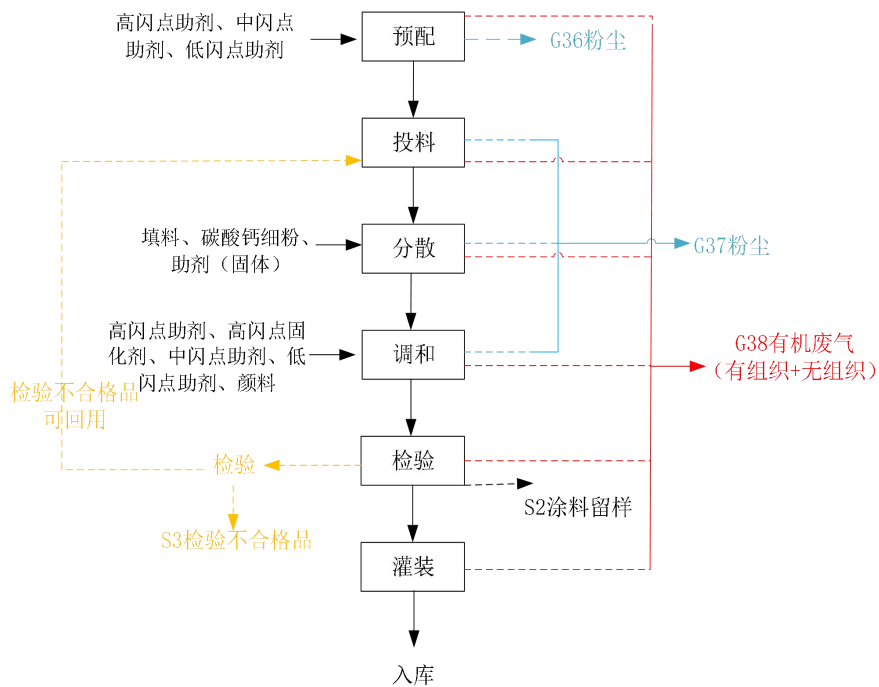 高闪点助剂、中闪点
助剂、低闪点助剂
预配
G36粉尘
投料
填料、碳酸钙细粉、
助剂（固体）
分散
G37粉尘
高闪点助剂、高闪点固
化剂、中闪点助剂、低
闪点助剂、颜料
调和
G38有机废气
（有组织+无组织）
检验不合格品
可回用
检验
检验
S2涂料留样
S3检验不合格品
灌装
入库